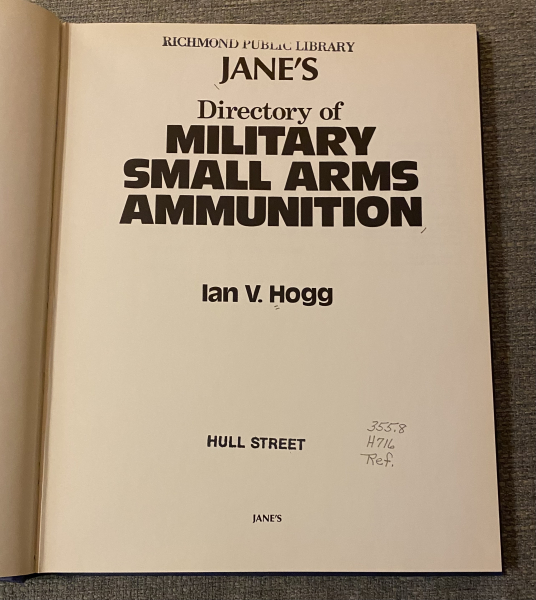 RICHMOND PUBLIC LIBRARY
JANE'S
Directory of
MILITARY
SMALL ARMS
AMMUNITION
Ian V. Hogg
355.8
H716
Ref.
HULL STREET
JANE'S